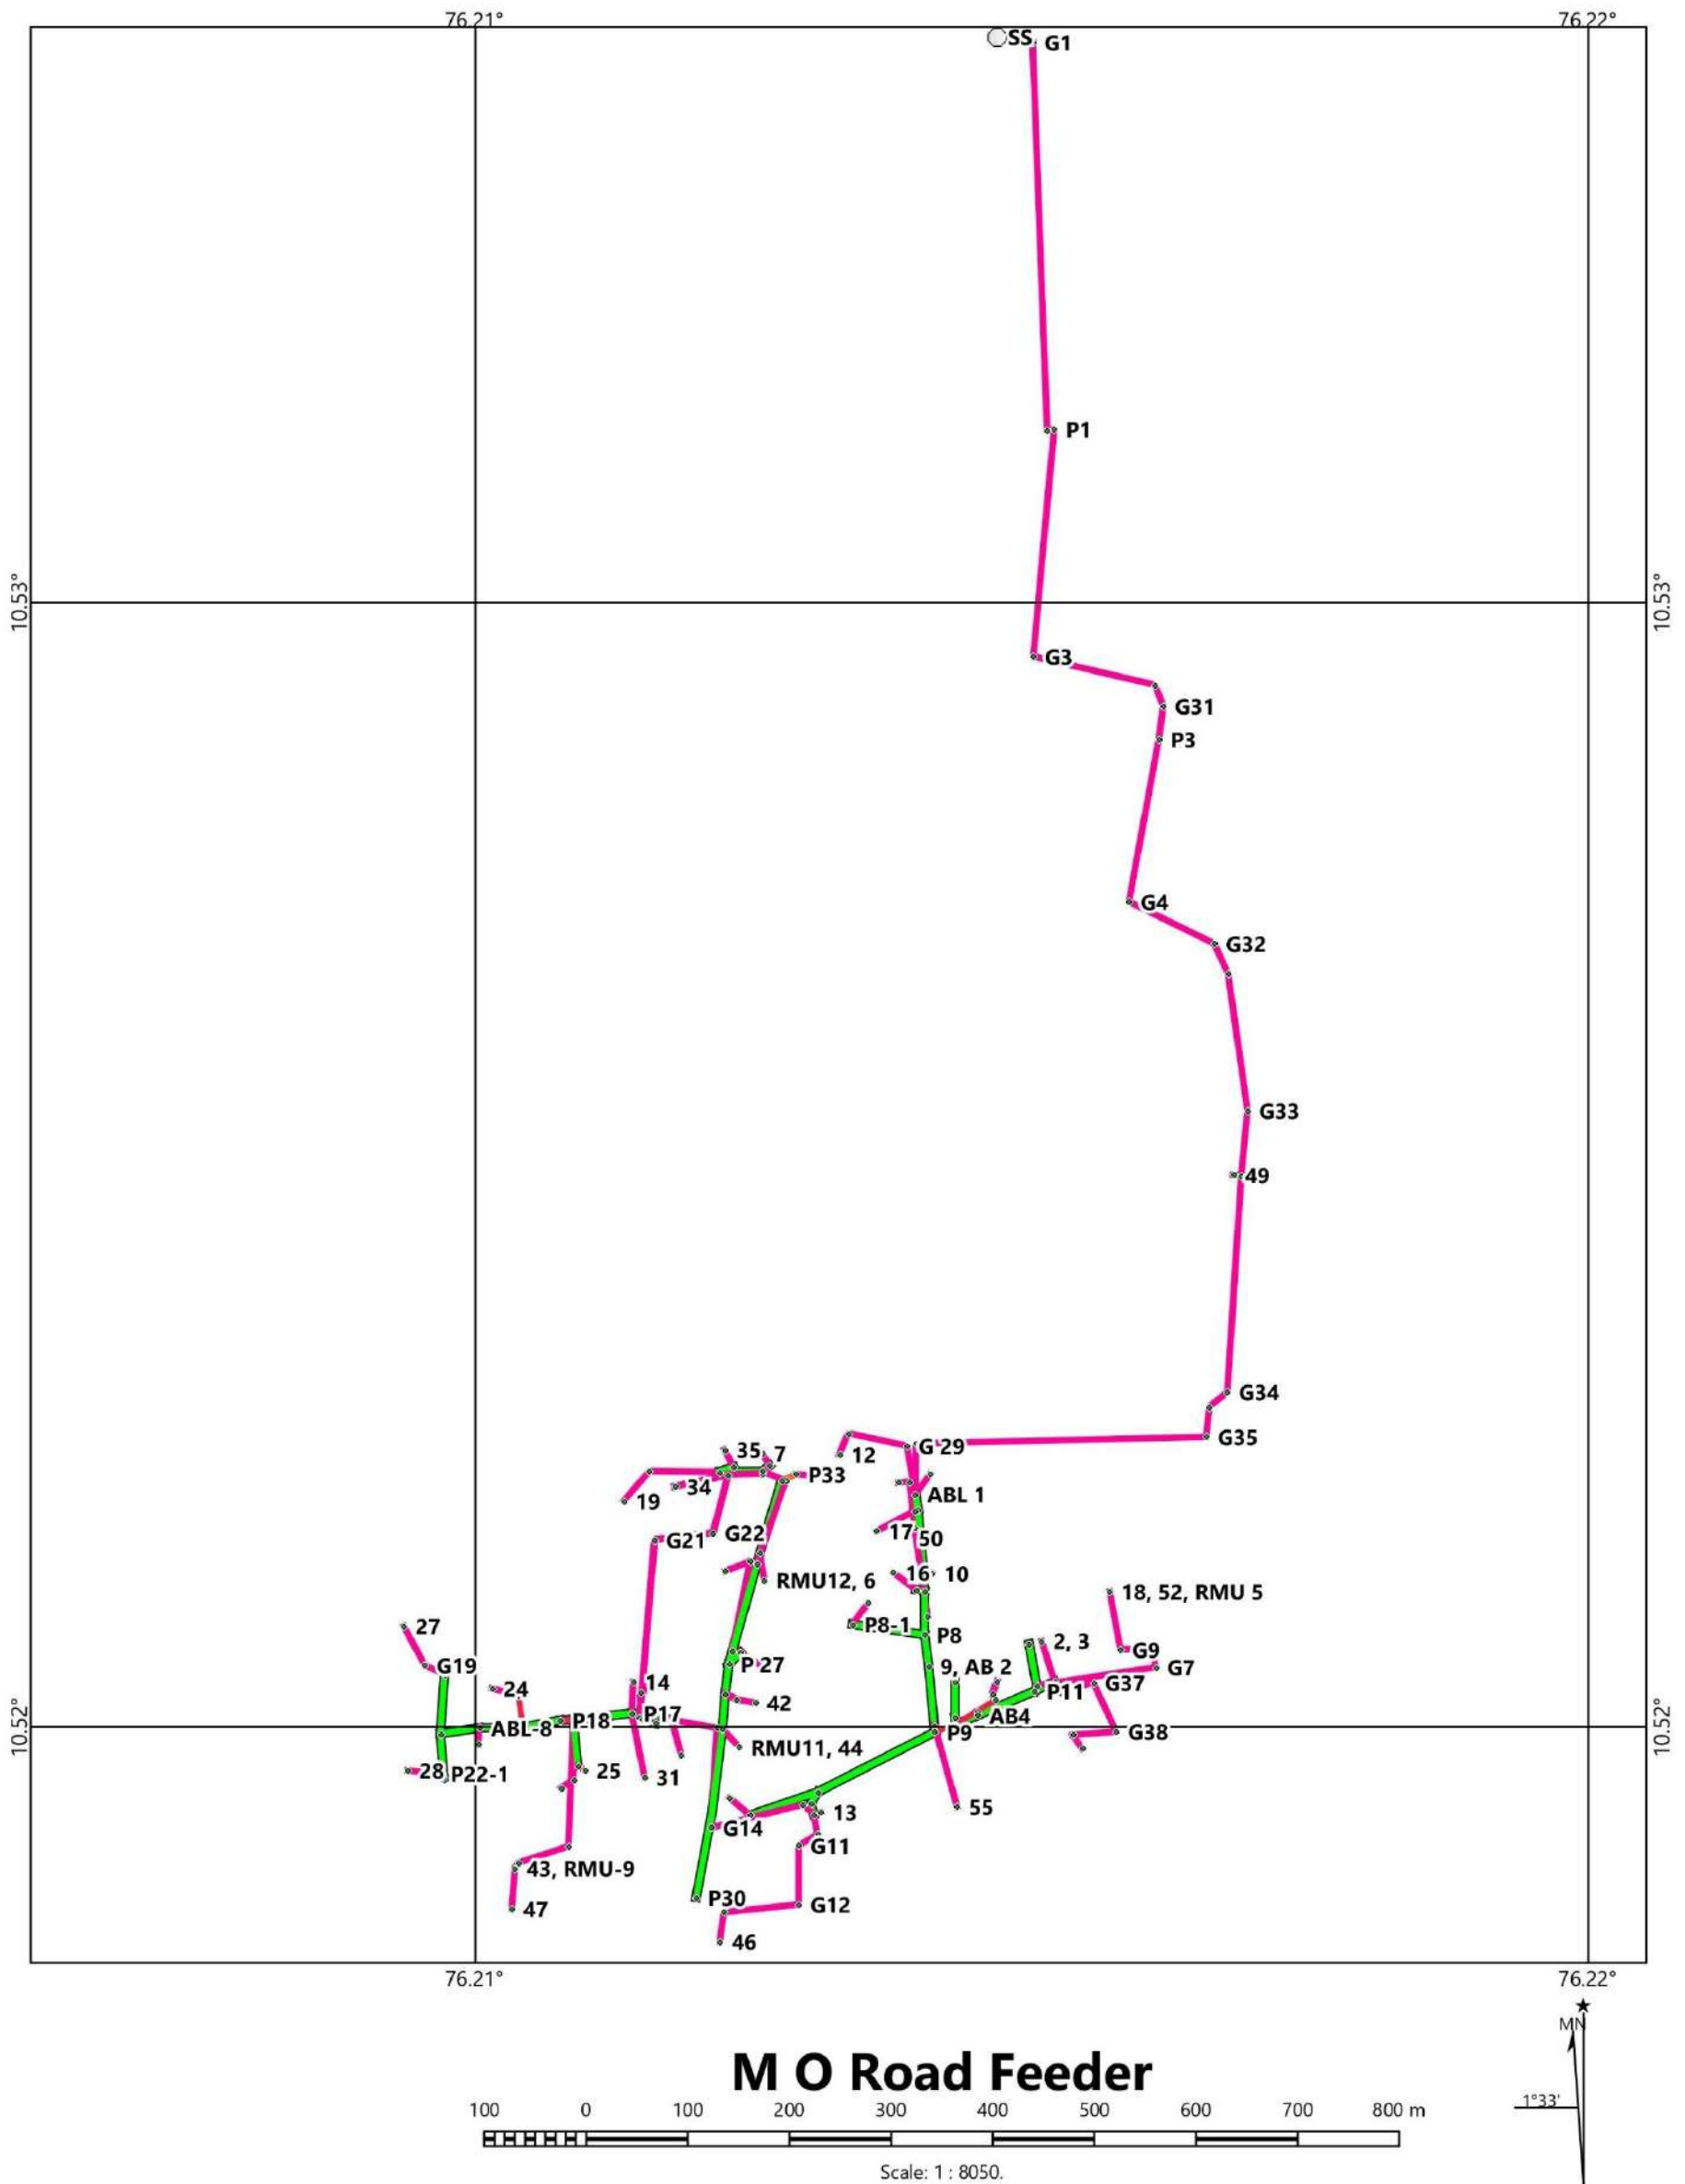 76.21° 76.22°
SS G1
P1
10.53° 10.53°
G3
G31
P3
G4
G32
G33
49
G34
G35
G 29
35 7
12
P33
34
19
ABL 1
17
50
G21
G22
16 10
RMU12, 6
18, 52, RMU 5
27
P8-1
P8
2, 3
G9
G19
P 27
9, AB 2
G7
14
G37
24
P11
42
P17
AB4
P18
10.52° 10.52°
ABL-8
P9
G38
RMU11, 44
28
P22-1
25
31
55
13
G14
G11
43, RMU-9
P30
G12
47
46
76.21° 76.22°
MN
M O Road Feeder
1°33'
100 0 100 200 300 400 500 600 700 800 m
Scale: 1 : 8050.